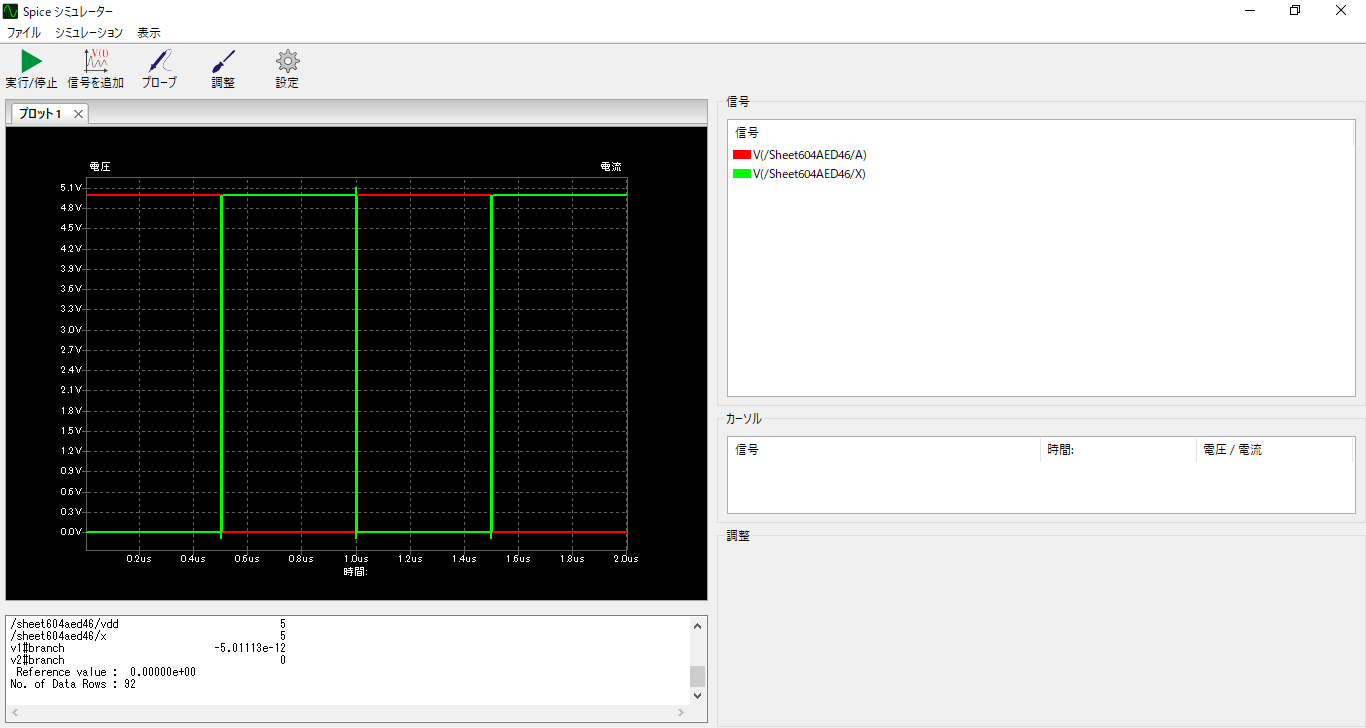 Spice シミュレーター
ファイル シミュレーション 表示
実行/停止 信号を追加 プローブ 調整 設定
V(t)
プロット1
電圧 電流
5.1V
4.8V
4.5V
4.2V
3.9V
3.6V
3.3V
3.0V
2.7V
2.4V
2.1V
1.8V
1.5V
1.2V
0.9V
0.6V
0.3V
0.0V
0.2us 0.4us 0.6us 0.8us 1.0us 1.2us 1.4us 1.6us 1.8us 2.0us
時間:
/sheet604aed46/vdd 5
/sheet604aed46/x 5
v1#branch -5.01113e-12
v2#branch 0
Reference value : 0.00000e+00
No. of Data Rows : 92
信号
信号
V(/Sheet604AED46/A)
V(/Sheet604AED46/X)
カーソル
信号 時間: 電圧 / 電流
調整